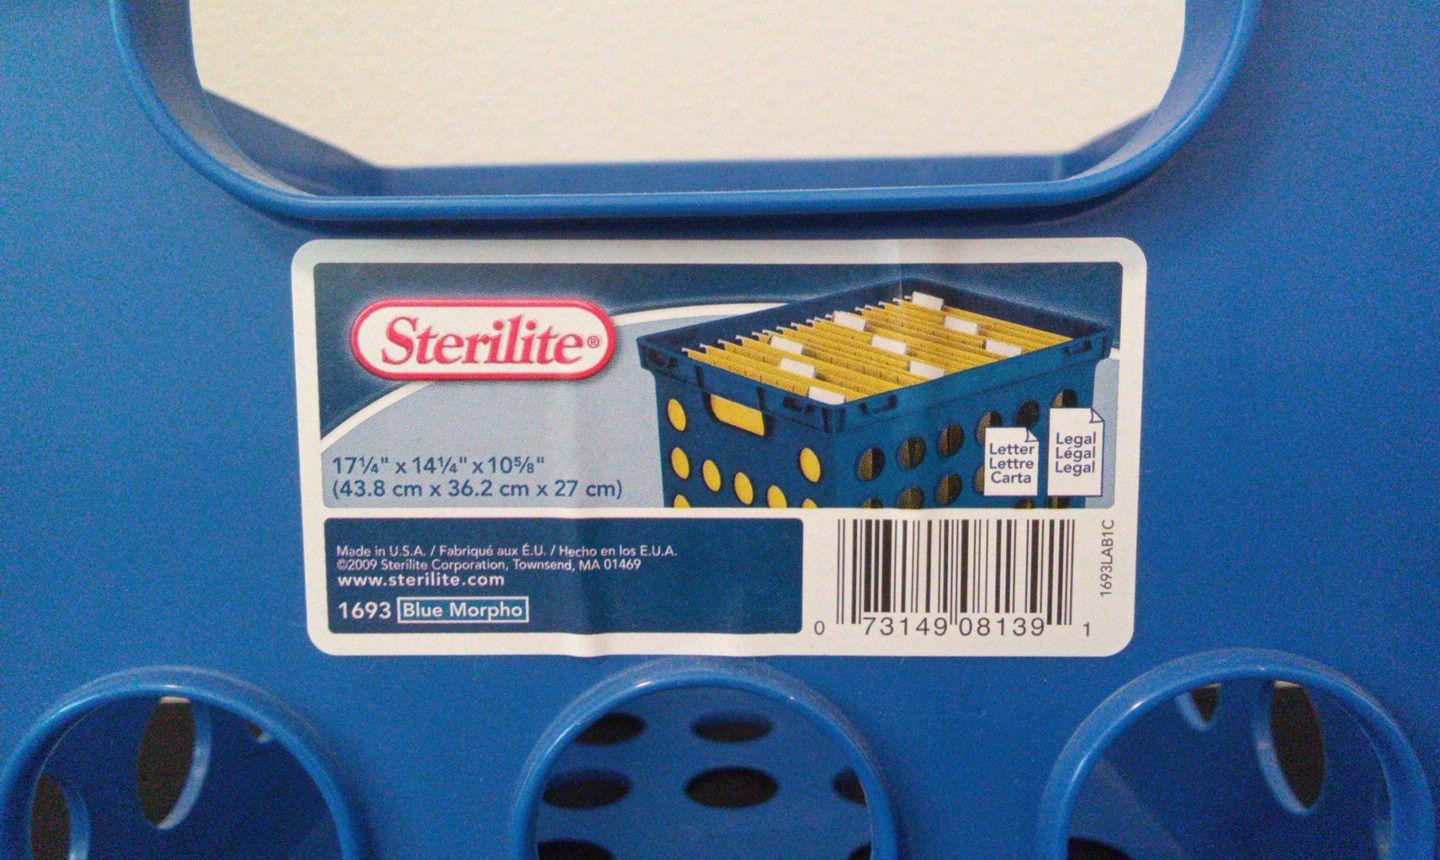 Sterilite®
17¼" x 14¼" x 10⅝"
(43.8 cm x 36.2 cm x 27 cm)
Letter
Lettre
Carta
Legal
Légal
Legal
Made in U.S.A. / Fabriqué aux É.U. / Hecho en los E.U.A.
©2009 Sterilite Corporation, Townsend, MA 01469
www.sterilite.com
1693 Blue Morpho
0 73149 08139 1
1693LAB1C